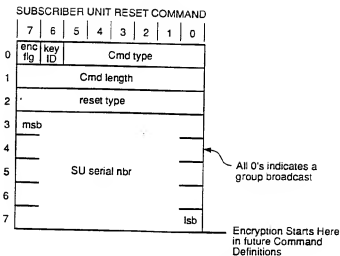 SUBSCRIBER UNIT RESET COMMAND
7 6 5 4 3 2 1 0
0 enc flg key ID Cmd type
1 Cmd length
2 reset type
3 msb
4
All 0's indicates a
group broadcast
5 SU serial nbr
6
7 lsb
Encryption Starts Here
in future Command
Definitions